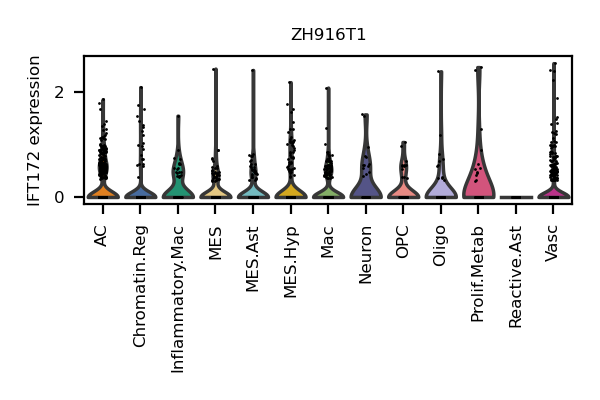 ZH916T1
IFT172 expression
2
0
AC
Chromatin.Reg
Inflammatory.Mac
MES
MES.Ast
MES.Hyp
Mac
Neuron
OPC
Oligo
Prolif.Metab
Reactive.Ast
Vasc